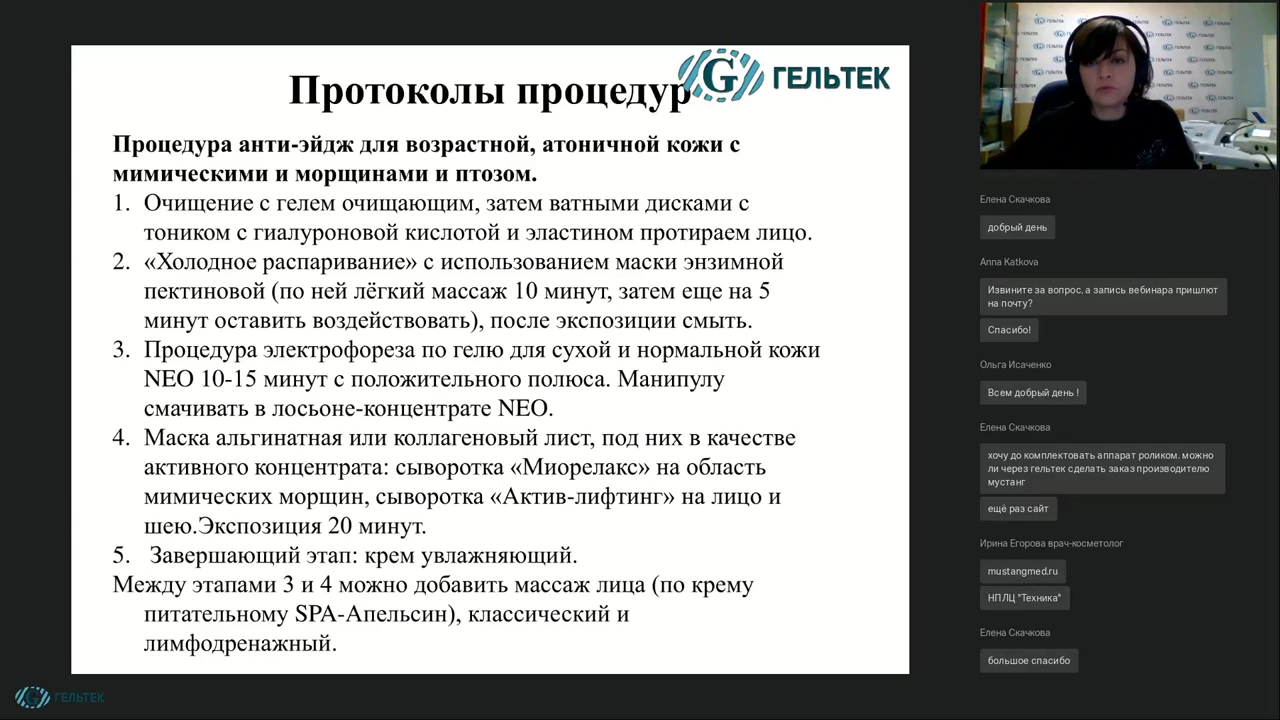 Протоколы процедур
ГЕЛЬТЕК
Процедура анти-эйдж для возрастной, атоничной кожи с
мимическими и морщинами и птозом.
1. Очищение с гелем очищающим, затем ватными дисками с
тоником с гиалуроновой кислотой и эластином протираем лицо.
2. «Холодное распаривание» с использованием маски энзимной
пектиновой (по ней лёгкий массаж 10 минут, затем еще на 5
минут оставить воздействовать), после экспозиции смыть.
3. Процедура электрофореза по гелю для сухой и нормальной кожи
NEO 10-15 минут с положительного полюса. Манипулу
смачивать в лосьоне-концентрате NEO.
4. Маска альгинатная или коллагеновый лист, под них в качестве
активного концентрата: сыворотка «Миорелакс» на область
мимических морщин, сыворотка «Актив-лифтинг» на лицо и
шею.Экспозиция 20 минут.
5. Завершающий этап: крем увлажняющий.
Между этапами 3 и 4 можно добавить массаж лица (по крему
питательному SPA-Апельсин), классический и
лимфодренажный.
ГЕЛЬТЕК
Елена Скачкова
добрый день
Anna Katkova
Извините за вопрос, а запись вебинара пришлют
на почту?
Спасибо!
Ольга Исаченко
Всем добрый день !
Елена Скачкова
хочу до комплектовать аппарат роликом. можно
ли через гельтек сделать заказ производителю
мустанг
ещё раз сайт
Ирина Егорова врач-косметолог
mustangmed.ru
НПЛЦ "Техника"
Елена Скачкова
большое спасибо